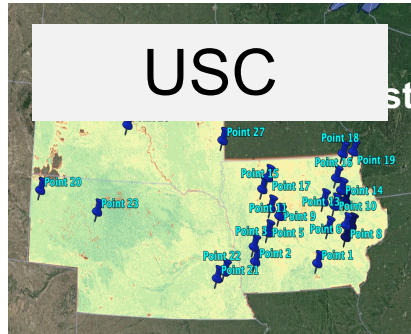 USC
st
Point 27
Point 18
Point 16
Point 19
Point 15
Point 20
Point 17
Point 14
Point 23
Point 11
Point 13
Point 10
Point 9
Point 6
Point 5
Point 8
Point 22
Point 2
Point 1
Point 21